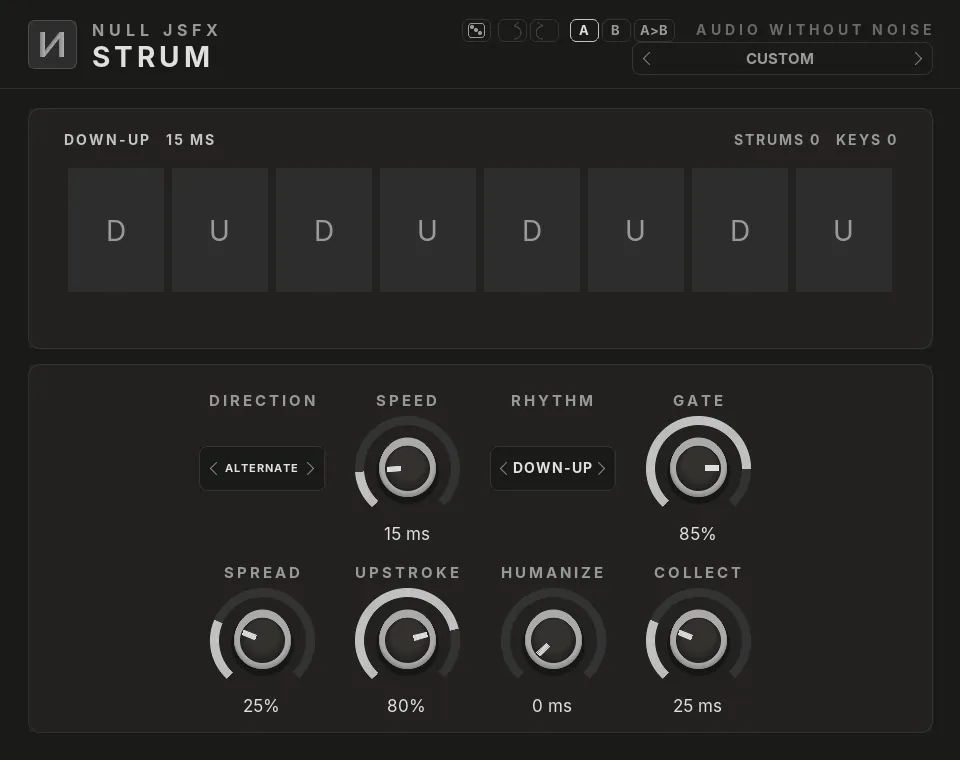 NULL JSFX
STRUM
A B A>B AUDIO WITHOUT NOISE
CUSTOM
DOWN-UP 15 MS STRUMS 0 KEYS 0
D U D U D U D U
DIRECTION SPEED RHYTHM GATE
ALTERNATE DOWN-UP
15 ms 85%
SPREAD UPSTROKE HUMANIZE COLLECT
25% 80% 0 ms 25 ms